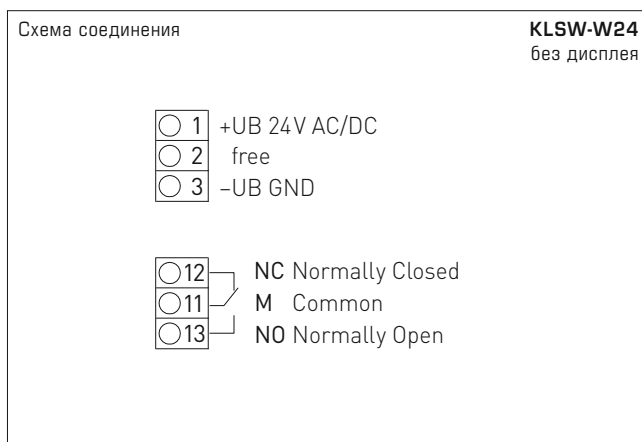 Схема соединения
KLSW-W24
без дисплея
1 +UB 24V AC/DC
2 free
3 –UB GND
12 NC Normally Closed
11 M Common
13 NO Normally Open